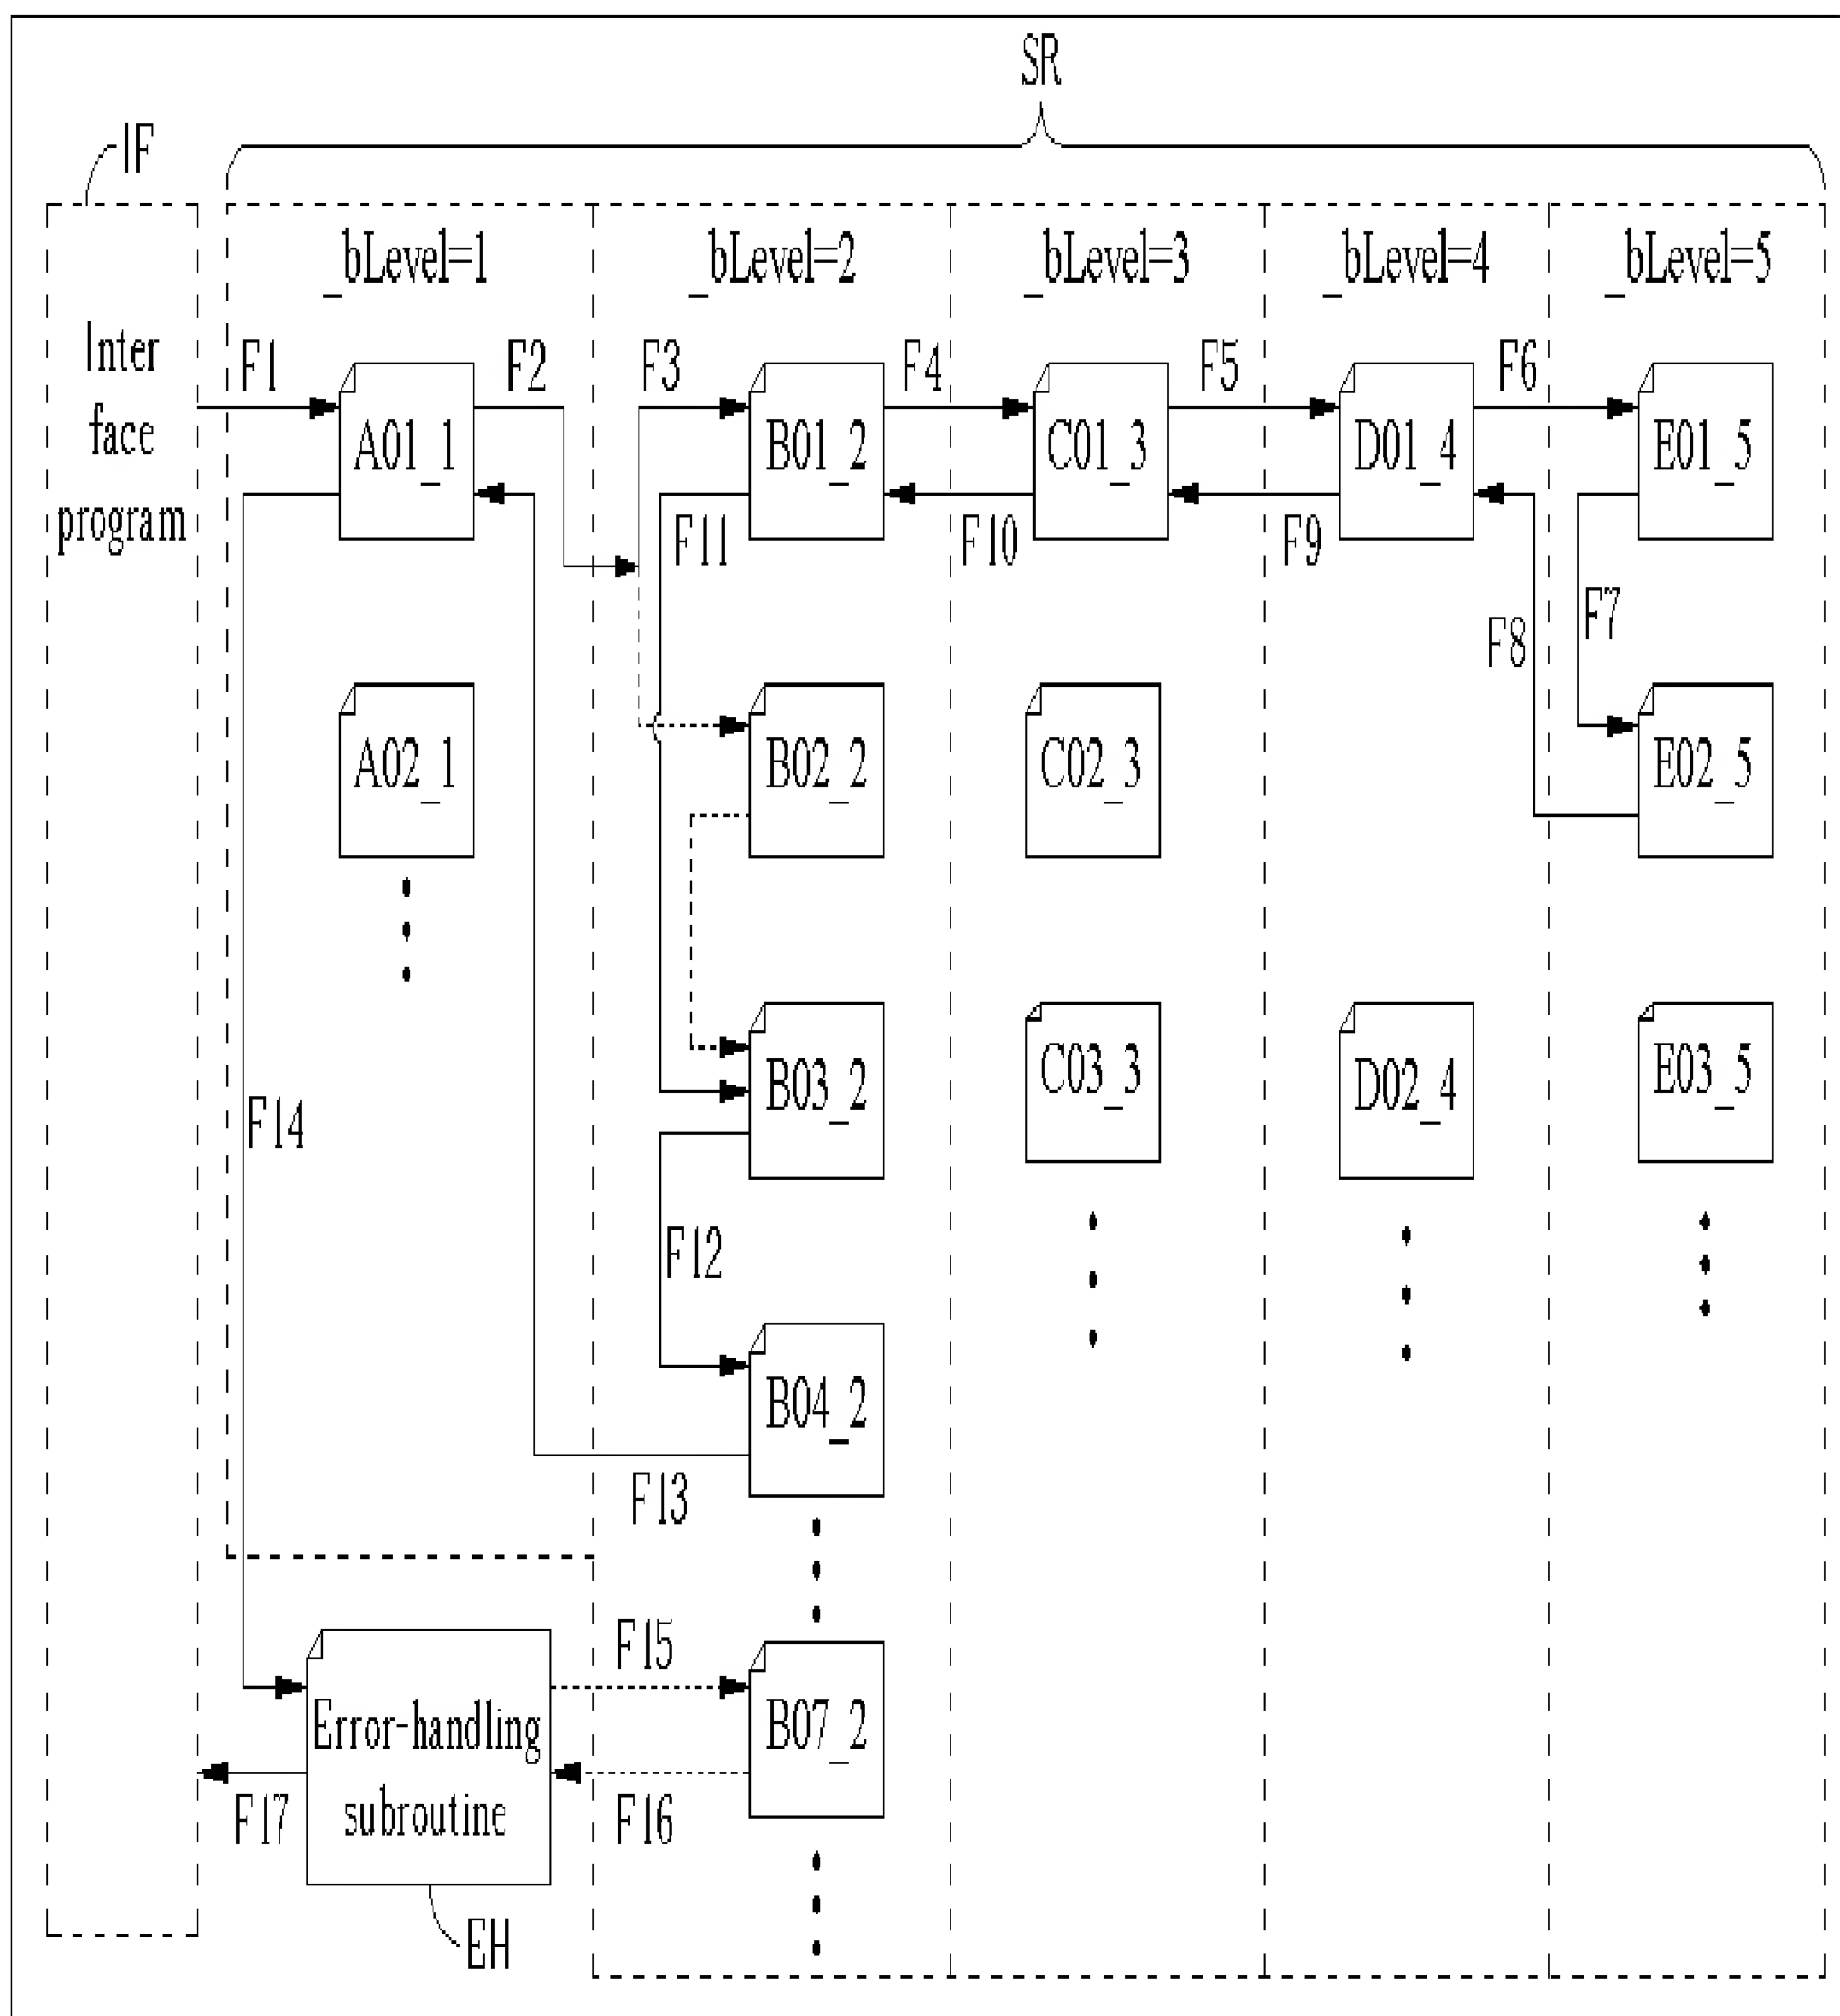 SR
IF
_bLevel=1
_bLevel=2
_bLevel=3
_bLevel=4
_bLevel=5
Inter
face
program
F1
F2
F3
F4
F5
F6
A01_1
B01_2
C01_3
D01_4
E01_5
F11
F10
F9
F8
F7
A02_1
B02_2
C02_3
E02_5
B03_2
C03_3
D02_4
E03_5
F14
F12
B04_2
F13
F15
Error-handling
subroutine
B07_2
F17
F16
EH